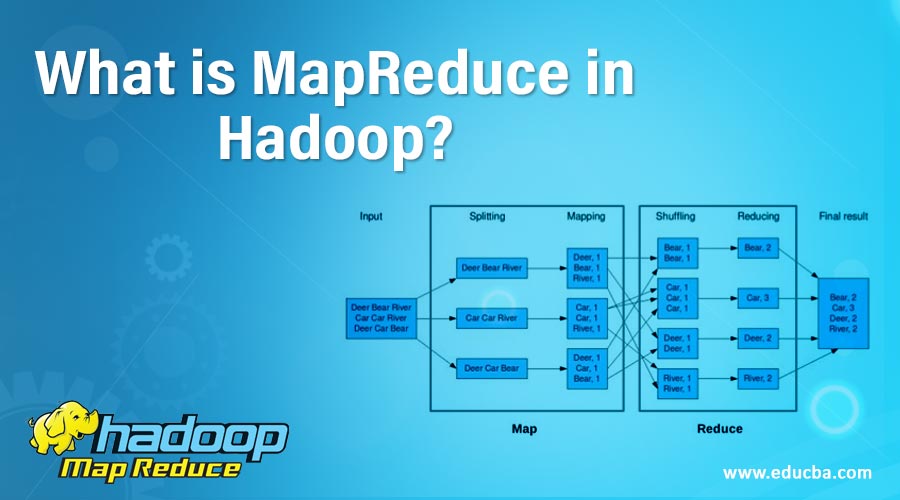 What is MapReduce in
Hadoop?
Input
Splitting
Mapping
Shuffling
Reducing
Final result
Deer Bear River
Car Car River
Deer Car Bear
Deer Bear River
Car Car River
Deer Car Bear
Deer, 1
Bear, 1
River, 1
Car, 1
Car, 1
River, 1
Deer, 1
Car, 1
Bear, 1
Bear, 1
Bear, 1
Car, 1
Car, 1
Car, 1
Deer, 1
Deer, 1
River, 1
River, 1
Bear, 2
Car, 3
Deer, 2
River, 2
Bear, 2
Car, 3
Deer, 2
River, 2
Map
Reduce
hadoop
Map Reduce
www.educba.com